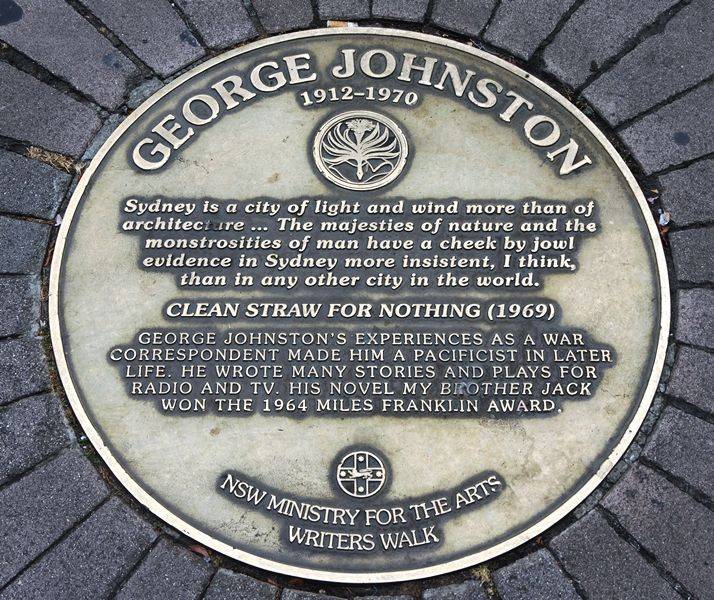 GEORGE JOHNSTON
1912–1970
Sydney is a city of light and wind more than of
architecture ... The majesties of nature and the
monstrosities of man have a cheek by jowl
evidence in Sydney more insistent, I think,
than in any other city in the world.
CLEAN STRAW FOR NOTHING (1969)
GEORGE JOHNSTON'S EXPERIENCES AS A WAR
CORRESPONDENT MADE HIM A PACIFICIST IN LATER
LIFE. HE WROTE MANY STORIES AND PLAYS FOR
RADIO AND TV. HIS NOVEL MY BROTHER JACK
WON THE 1964 MILES FRANKLIN AWARD.
NSW MINISTRY FOR THE ARTS
WRITERS WALK